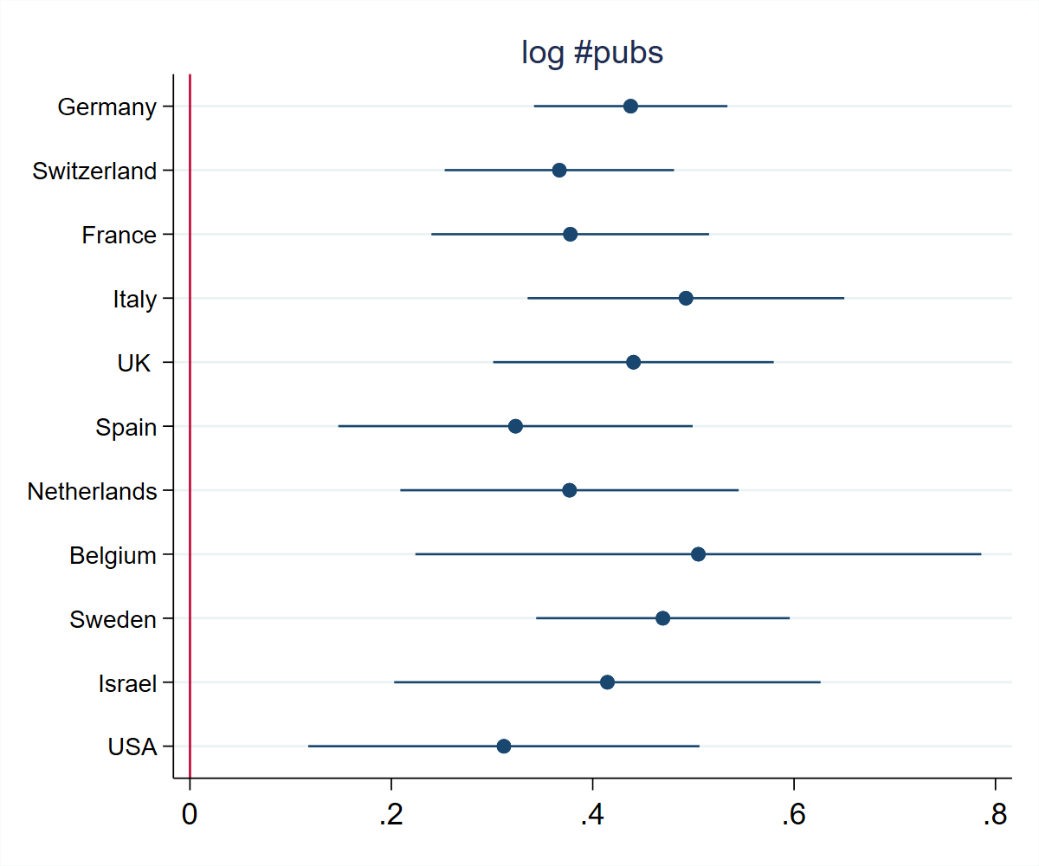 log #pubs
Germany
Switzerland
France
Italy
UK
Spain
Netherlands
Belgium
Sweden
Israel
USA
0 .2 .4 .6 .8